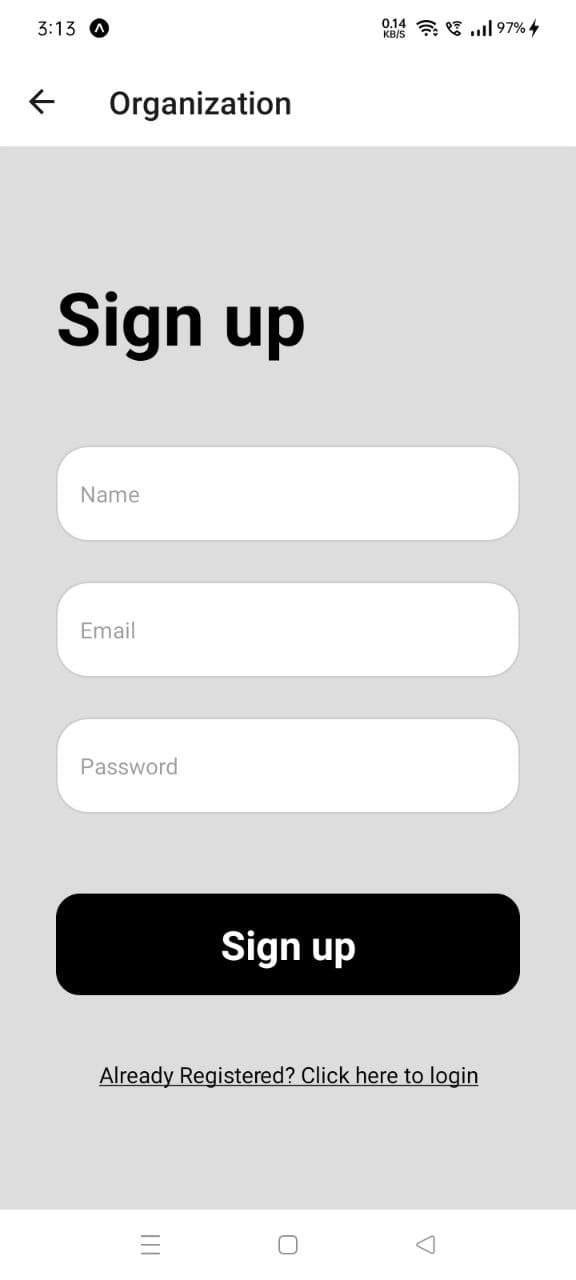 3:13
0.14
KB/S
97%
Organization
Sign up
Name
Email
Password
Sign up
Already Registered? Click here to login